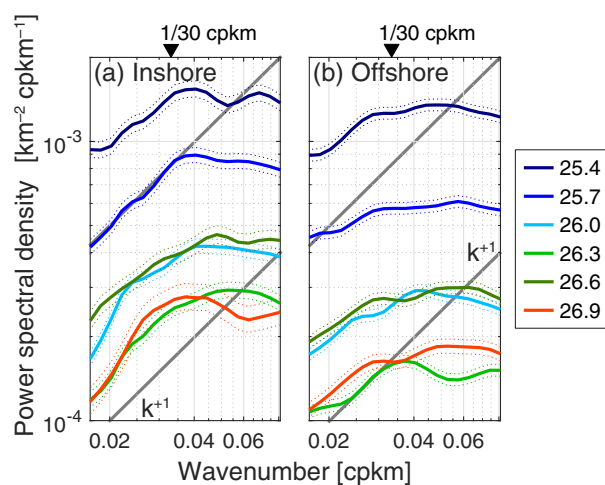 1/30 cpkm 1/30 cpkm
(a) Inshore (b) Offshore
Power spectral density [km⁻² cpkm⁻¹]
10⁻³
10⁻⁴
k⁺¹
k⁺¹
0.02 0.04 0.06 0.02 0.04 0.06
Wavenumber [cpkm]
25.4
25.7
26.0
26.3
26.6
26.9